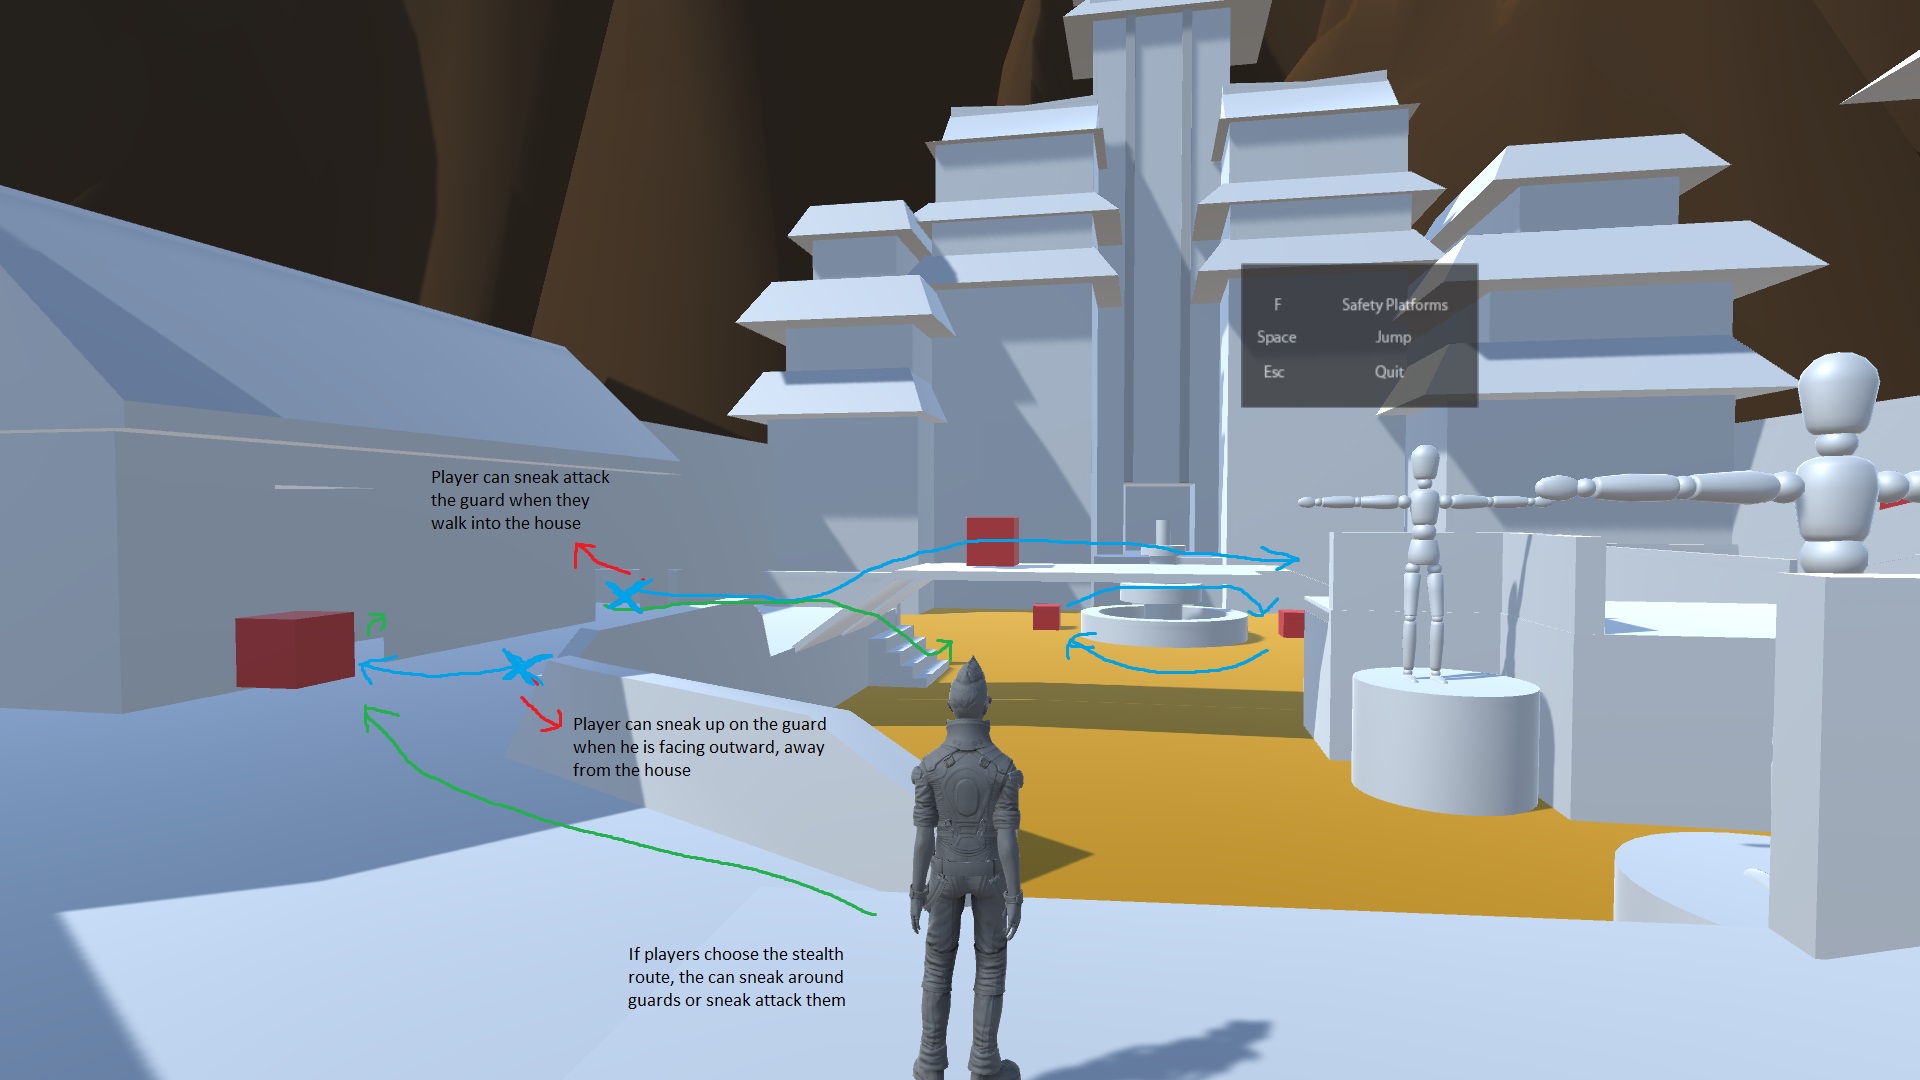 F Safety Platforms
Space Jump
Esc Quit
Player can sneak attack
the guard when they
walk into the house
Player can sneak up on the guard
when he is facing outward, away
from the house
If players choose the stealth
route, the can sneak around
guards or sneak attack them